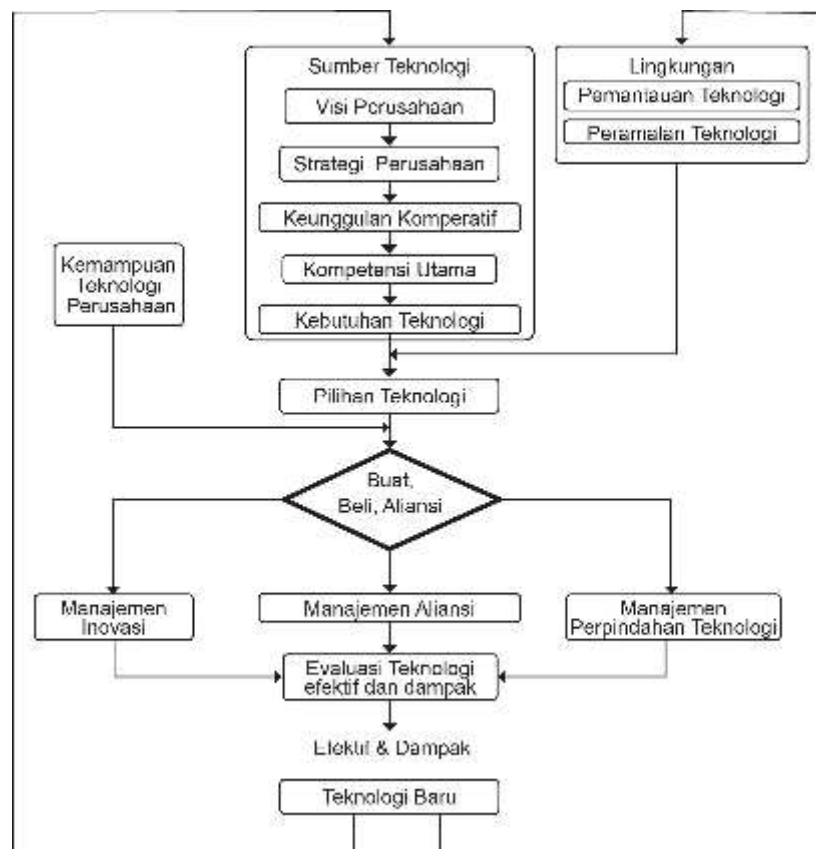 Sumber Teknologi
Visi Perusahaan
Strategi Perusahaan
Keunggulan Komperatif
Kompetensi Utama
Kebutuhan Teknologi
Lingkungan
Pemantauan Teknologi
Peramalan Teknologi
Kemampuan
Teknologi
Perusahaan
Pilihan Teknologi
Buat,
Beli, Aliansi
Manajemen
Inovasi
Manajemen Aliansi
Manajemen
Perpindahan Teknologi
Evaluasi Teknologi
efektif dan dampak
Efektif & Dampak
Teknologi Baru